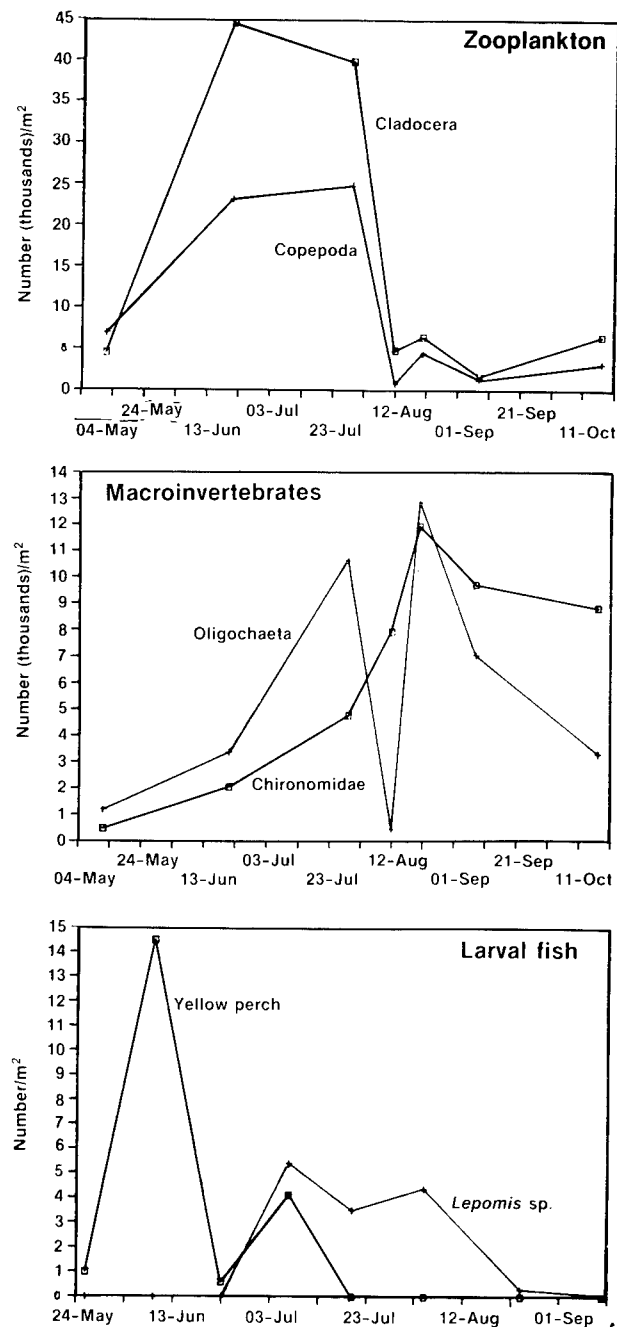 Zooplankton
Number (thousands)/m²
45
40
35
30
25
20
15
10
5
0
Cladocera
Copepoda
24-May 03-Jul 12-Aug 21-Sep
04-May 13-Jun 23-Jul 01-Sep 11-Oct
Macroinvertebrates
Number (thousands)/m²
14
13
12
11
10
9
8
7
6
5
4
3
2
1
0
Oligochaeta
Chironomidae
24-May 03-Jul 12-Aug 21-Sep
04-May 13-Jun 23-Jul 01-Sep 11-Oct
Larval fish
Number/m²
15
14
13
12
11
10
9
8
7
6
5
4
3
2
1
0
Yellow perch
Lepomis sp.
24-May 13-Jun 03-Jul 23-Jul 12-Aug 01-Sep